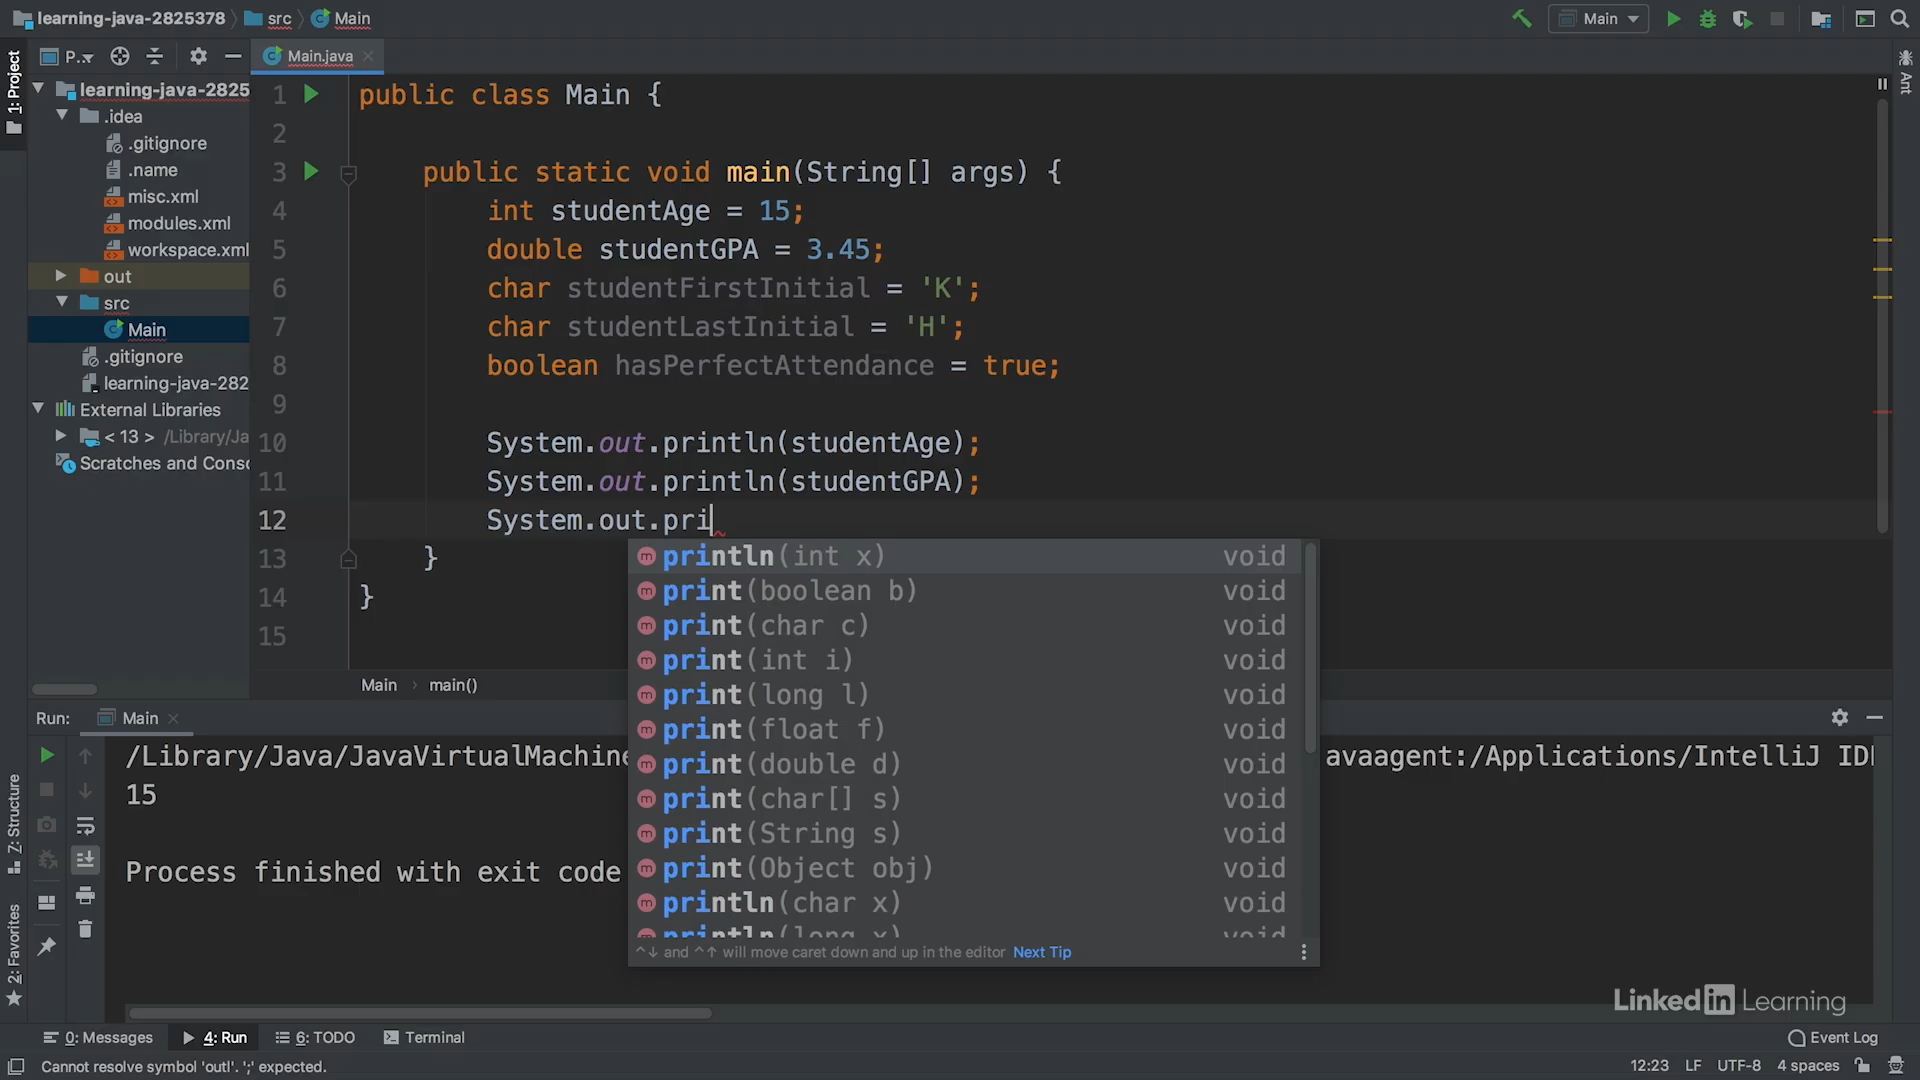 learning-java-2825378 src Main
Main
1: Project
P..
Main.java
Ant
learning-java-2825
.idea
.gitignore
.name
misc.xml
modules.xml
workspace.xml
out
src
Main
.gitignore
learning-java-282
External Libraries
< 13 > /Library/Ja
Scratches and Conso
1 public class Main {
2
3 public static void main(String[] args) {
4 int studentAge = 15;
5 double studentGPA = 3.45;
6 char studentFirstInitial = 'K';
7 char studentLastInitial = 'H';
8 boolean hasPerfectAttendance = true;
9
10 System.out.println(studentAge);
11 System.out.println(studentGPA);
12 System.out.pri
13 }
14 }
15
println(int x) void
print(boolean b) void
print(char c) void
print(int i) void
print(long l) void
print(float f) void
print(double d) void
print(char[] s) void
print(String s) void
print(Object obj) void
println(char x) void
println(long x) void
^↓ and ^↑ will move caret down and up in the editor Next Tip
Main main()
Run: Main
/Library/Java/JavaVirtualMachine avaagent:/Applications/IntelliJ ID
15
Process finished with exit code
Z: Structure
2: Favorites
LinkedIn Learning
0: Messages 4: Run 6: TODO Terminal Event Log
Cannot resolve symbol 'outl'. ';' expected. 12:23 LF UTF-8 4 spaces